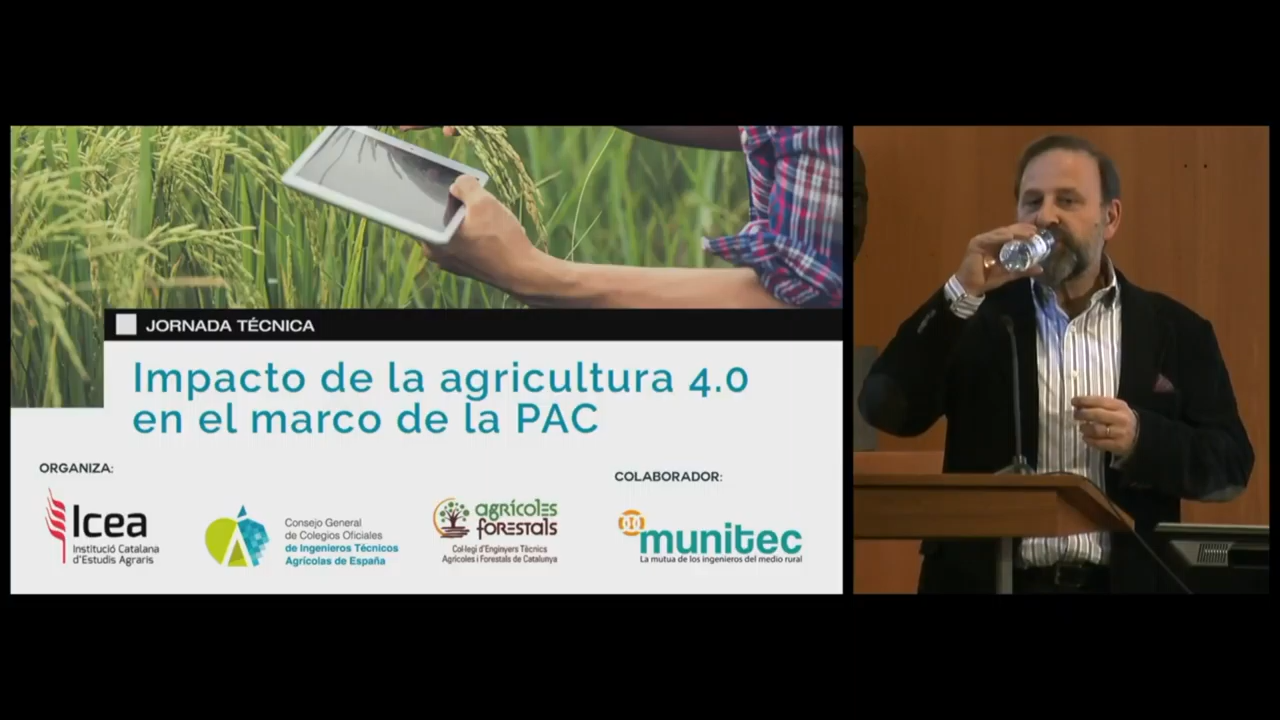 JORNADA TÉCNICA
Impacto de la agricultura 4.0
en el marco de la PAC
ORGANIZA:
Icea
Institució Catalana
d'Estudis Agraris
Consejo General
de Colegios Oficiales
de Ingenieros Técnicos
Agrícolas de España
agrícoles
forestals
Col·legi d'Enginyers Tècnics
Agrícoles i Forestals de Catalunya
COLABORADOR:
munitec
La mutua de los ingenieros del medio rural